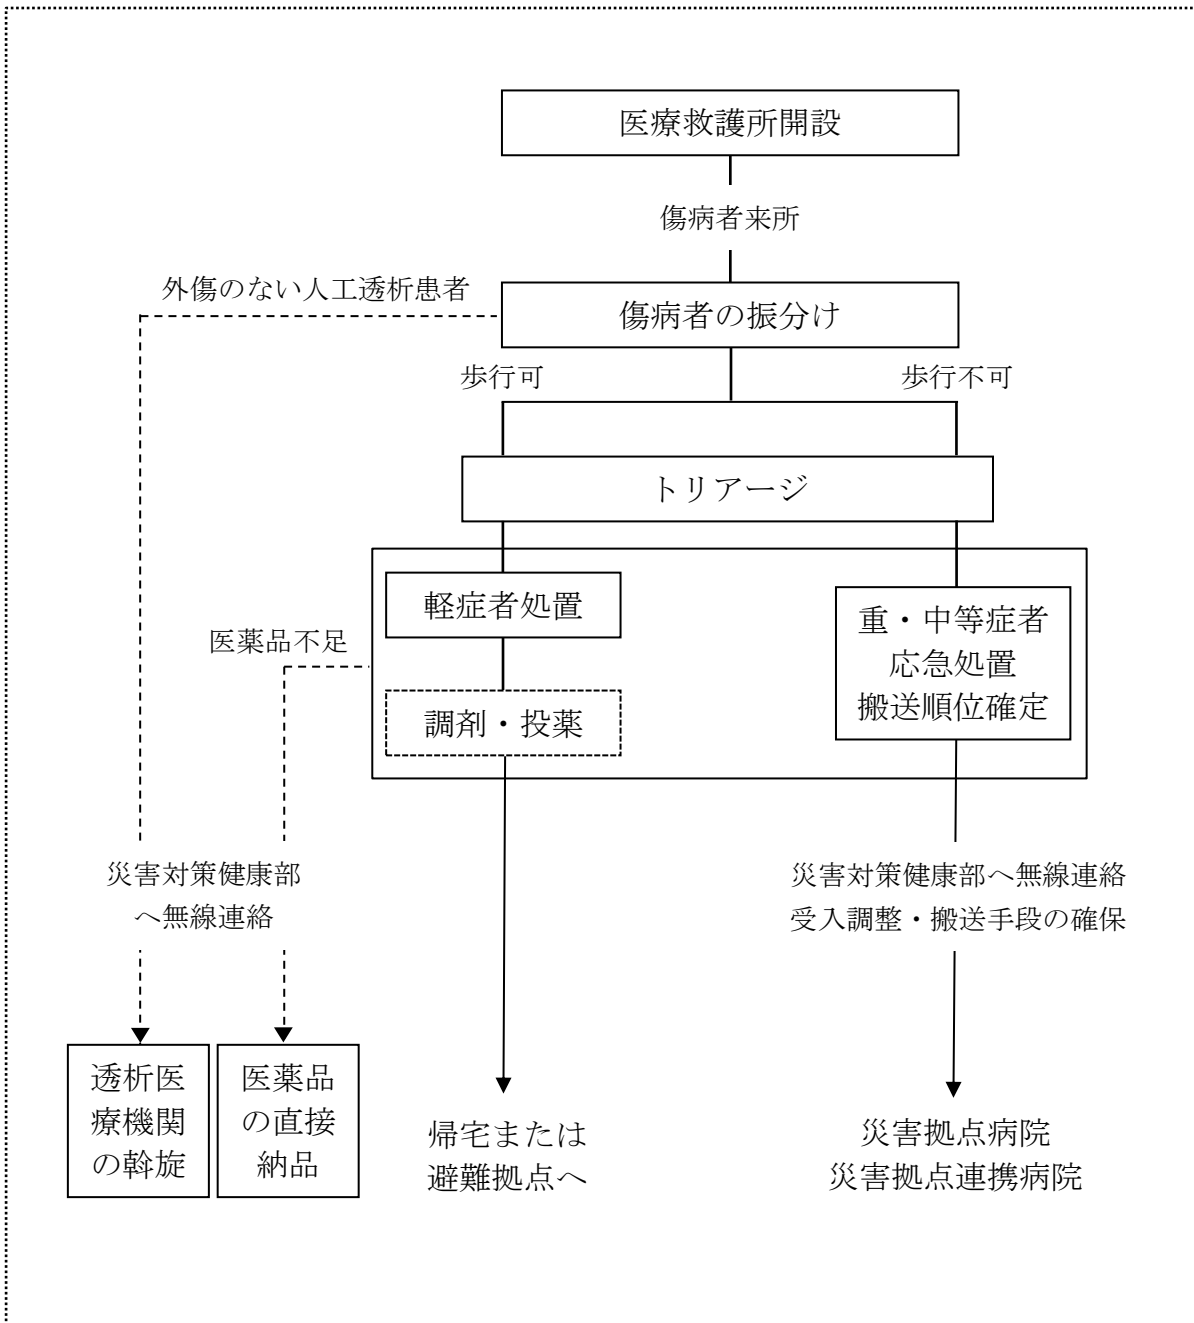 医療救護所開設
傷病者来所
外傷のない人工透析患者
傷病者の振分け
歩行可
歩行不可
トリアージ
軽症者処置
重・中等症者
応急処置
搬送順位確定
医薬品不足
調剤・投薬
災害対策健康部
へ無線連絡
災害対策健康部へ無線連絡
受入調整・搬送手段の確保
透析医
療機関
の斡旋
医薬品
の直接
納品
帰宅または
避難拠点へ
災害拠点病院
災害拠点連携病院